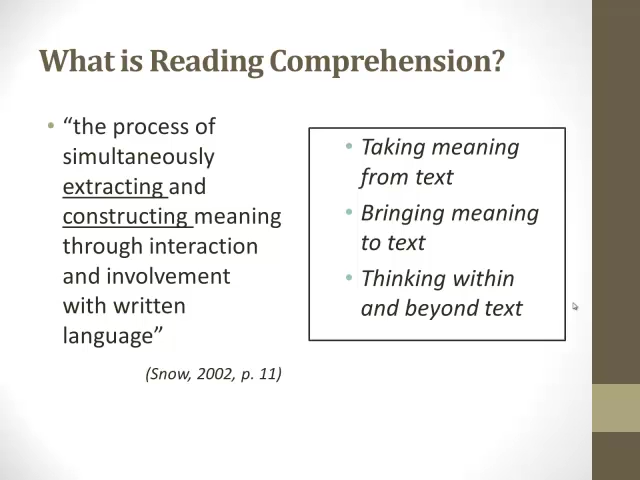 What is Reading Comprehension?
• “the process of
simultaneously
extracting and
constructing meaning
through interaction
and involvement
with written
language”
(Snow, 2002, p. 11)
• Taking meaning
from text
• Bringing meaning
to text
• Thinking within
and beyond text